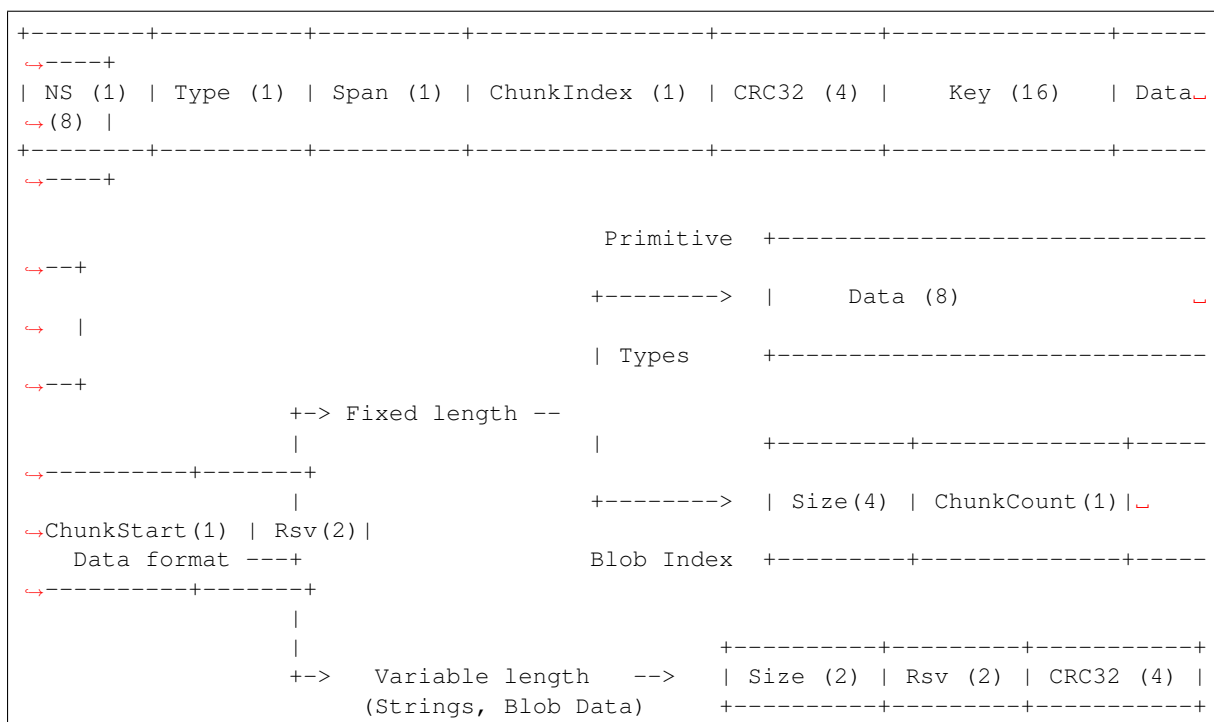 +--------+----------+----------+---------------+-----------+--------------+------
↪----+
| NS (1) | Type (1) | Span (1) | ChunkIndex (1) | CRC32 (4) |    Key (16)   | Data␣
↪(8) |
+--------+----------+----------+---------------+-----------+--------------+------
↪----+
Primitive  +-----------------------------
↪--+
+-------->  |     Data (8)                ␣
↪  |
| Types     +-----------------------------
↪--+
+-> Fixed length --
|                   |           +---------+--------------+-----
↪----------+-------+
|                   +-------->  | Size(4) | ChunkCount(1)|␣
↪ChunkStart(1) | Rsv(2)|
Data format ---+                   Blob Index  +---------+--------------+-----
↪----------+-------+
|
|                            +----------+---------+-----------+
+->   Variable length   -->   | Size (2) | Rsv (2) | CRC32 (4) |
(Strings, Blob Data)     +----------+---------+-----------+